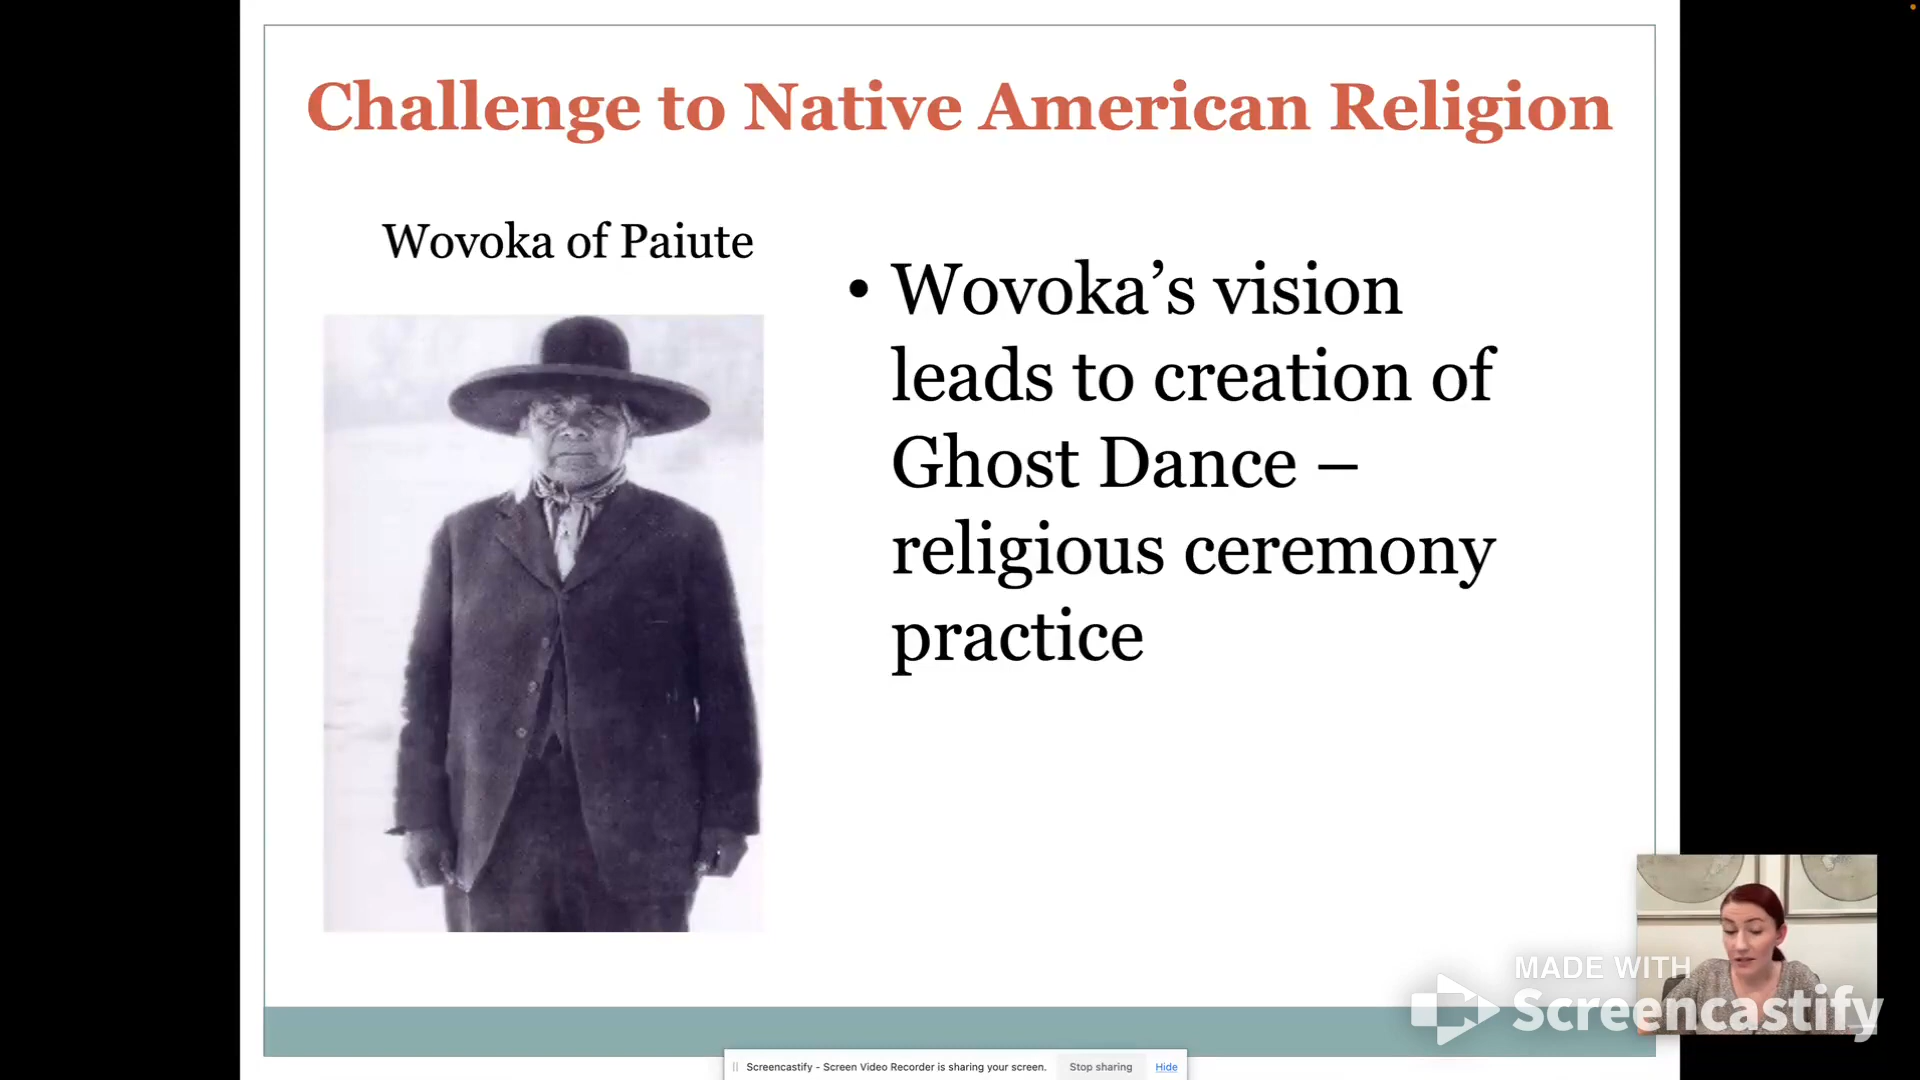 Challenge to Native American Religion
Wovoka of Paiute
• Wovoka’s vision
leads to creation of
Ghost Dance –
religious ceremony
practice
MADE WITH
Screencastify
Screencastify - Screen Video Recorder is sharing your screen.
Stop sharing
Hide